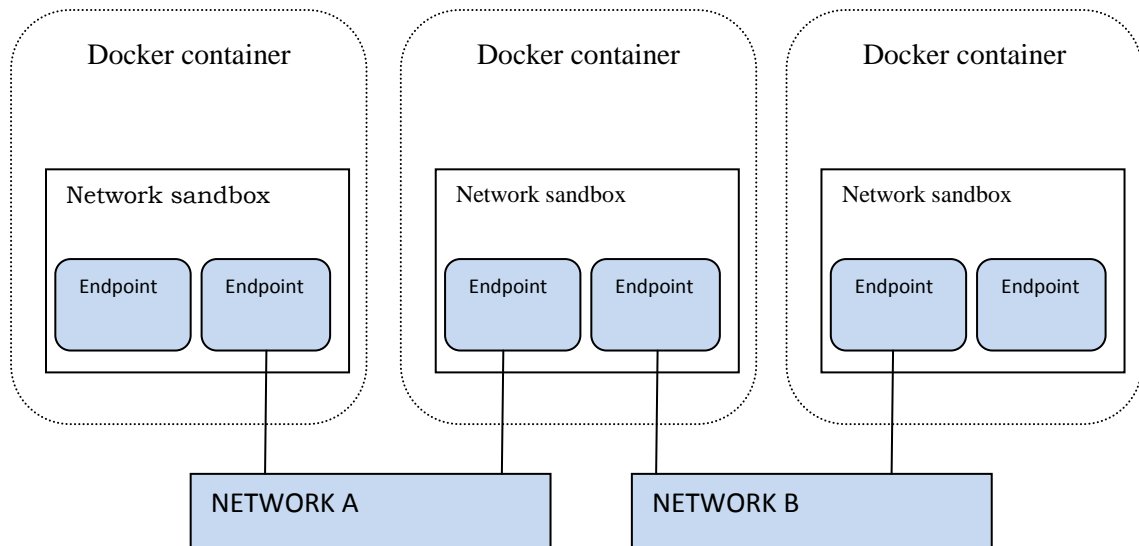 Docker container
Docker container
Docker container
Network sandbox
Network sandbox
Network sandbox
Endpoint
Endpoint
Endpoint
Endpoint
Endpoint
Endpoint
NETWORK A
NETWORK B